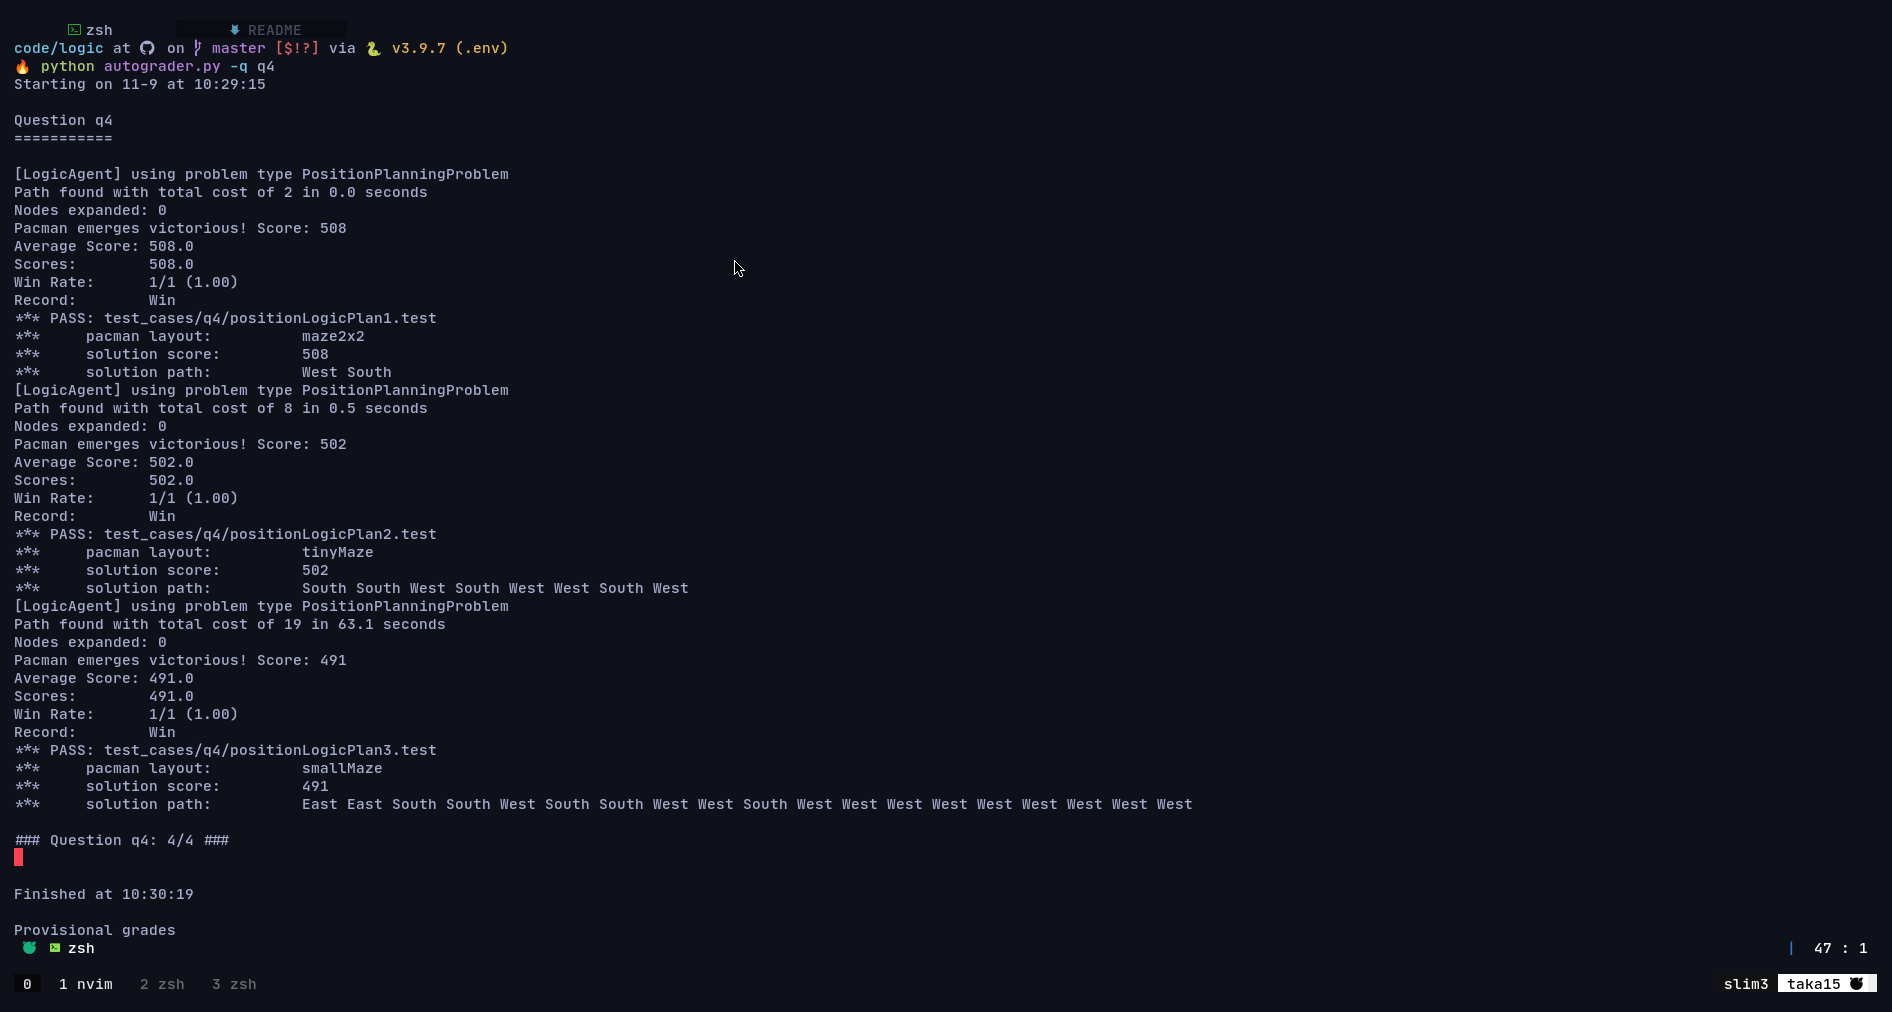 zsh README
code/logic at on master [$!?] via v3.9.7 (.env)
python autograder.py -q q4
Starting on 11-9 at 10:29:15
Question q4
===========
[LogicAgent] using problem type PositionPlanningProblem
Path found with total cost of 2 in 0.0 seconds
Nodes expanded: 0
Pacman emerges victorious! Score: 508
Average Score: 508.0
Scores:        508.0
Win Rate:      1/1 (1.00)
Record:        Win
*** PASS: test_cases/q4/positionLogicPlan1.test
***     pacman layout:          maze2x2
***     solution score:         508
***     solution path:          West South
[LogicAgent] using problem type PositionPlanningProblem
Path found with total cost of 8 in 0.5 seconds
Nodes expanded: 0
Pacman emerges victorious! Score: 502
Average Score: 502.0
Scores:        502.0
Win Rate:      1/1 (1.00)
Record:        Win
*** PASS: test_cases/q4/positionLogicPlan2.test
***     pacman layout:          tinyMaze
***     solution score:         502
***     solution path:          South South West South West West South West
[LogicAgent] using problem type PositionPlanningProblem
Path found with total cost of 19 in 63.1 seconds
Nodes expanded: 0
Pacman emerges victorious! Score: 491
Average Score: 491.0
Scores:        491.0
Win Rate:      1/1 (1.00)
Record:        Win
*** PASS: test_cases/q4/positionLogicPlan3.test
***     pacman layout:          smallMaze
***     solution score:         491
***     solution path:          East East South South West South South West West South West West West West West West West West West
### Question q4: 4/4 ###
Finished at 10:30:19
Provisional grades
zsh | 47 : 1
0 1 nvim 2 zsh 3 zsh slim3 taka15